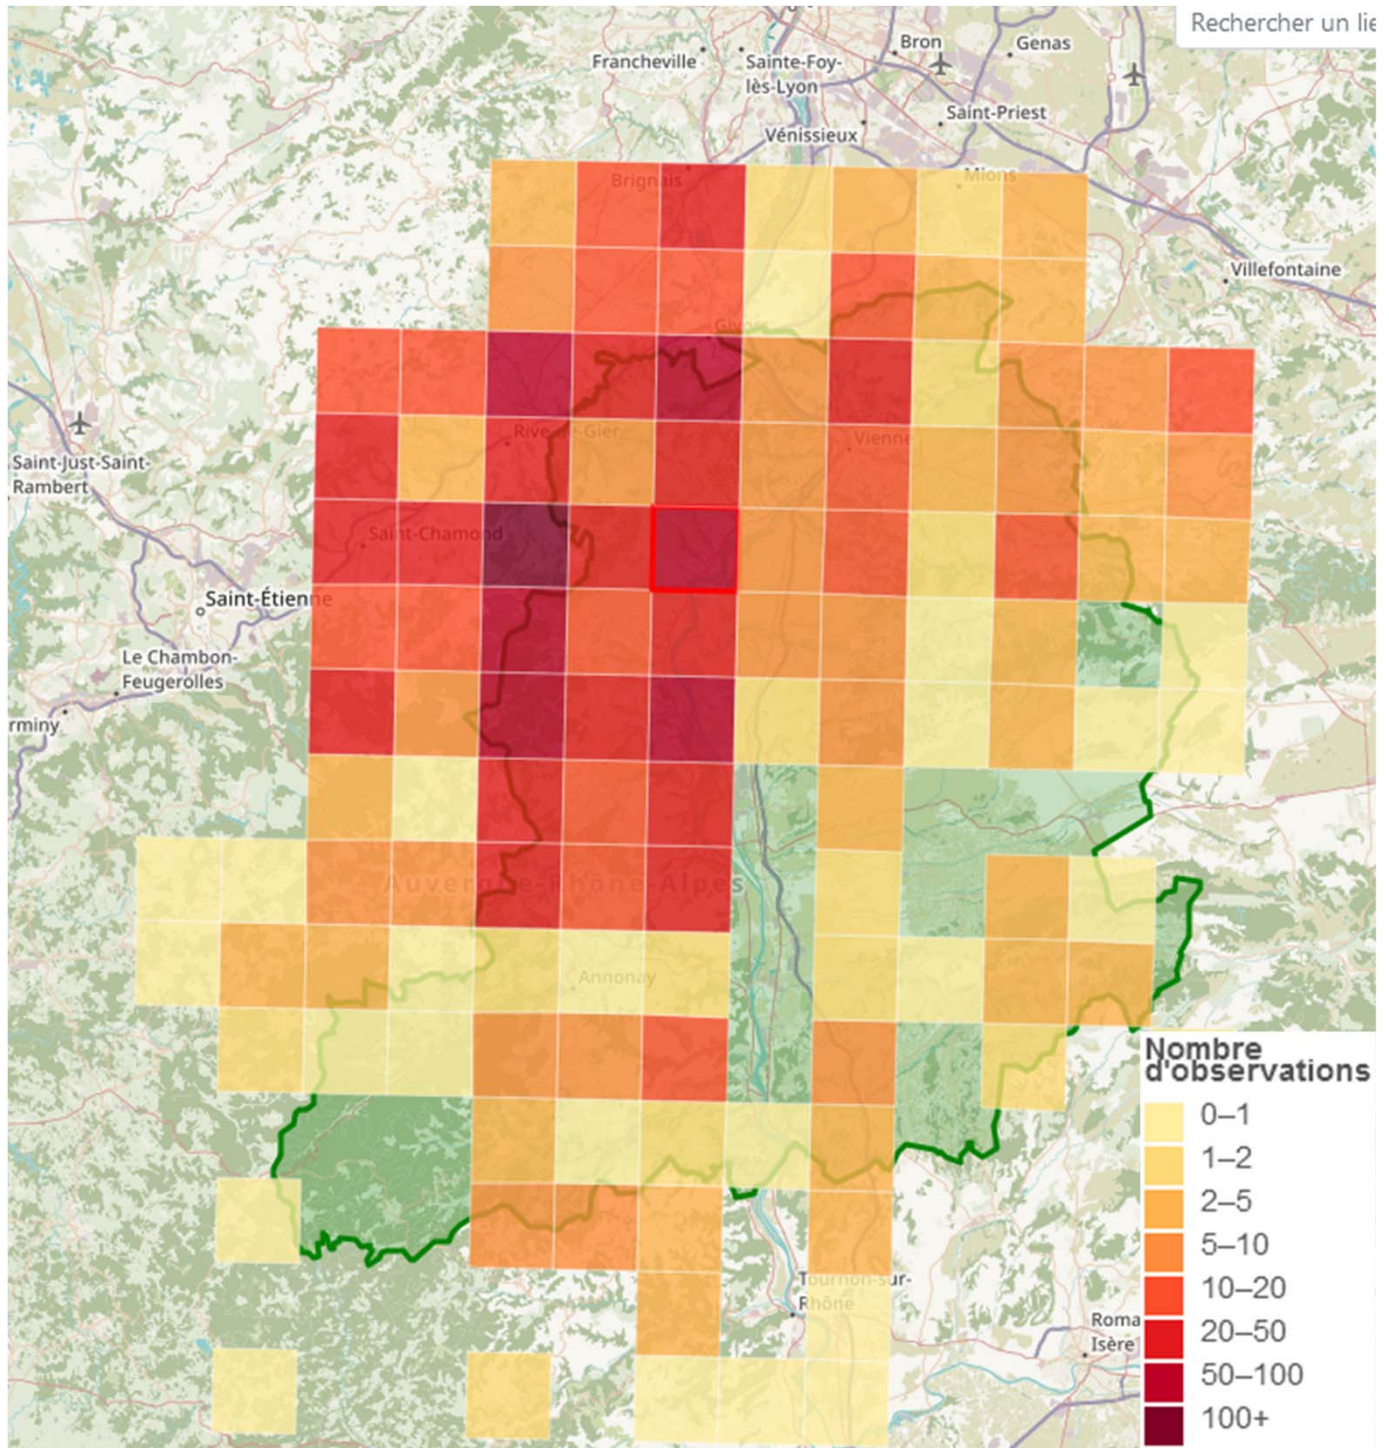 Rechercher un lie
Bron
Genas
Francheville
Sainte-Foy-
lès-Lyon
Saint-Priest
Vénissieux
Brignais
Mions
Villefontaine
Givors
Rive-de-Gier
Vienne
Saint-Just-Saint-
Rambert
Saint-Chamond
Saint-Étienne
Le Chambon-
Feugerolles
rminy
Auvergne-Rhône-Alpes
Annonay
Tournon-sur-
Rhône
Roma
Isère
Nombre
d'observations
0–1
1–2
2–5
5–10
10–20
20–50
50–100
100+